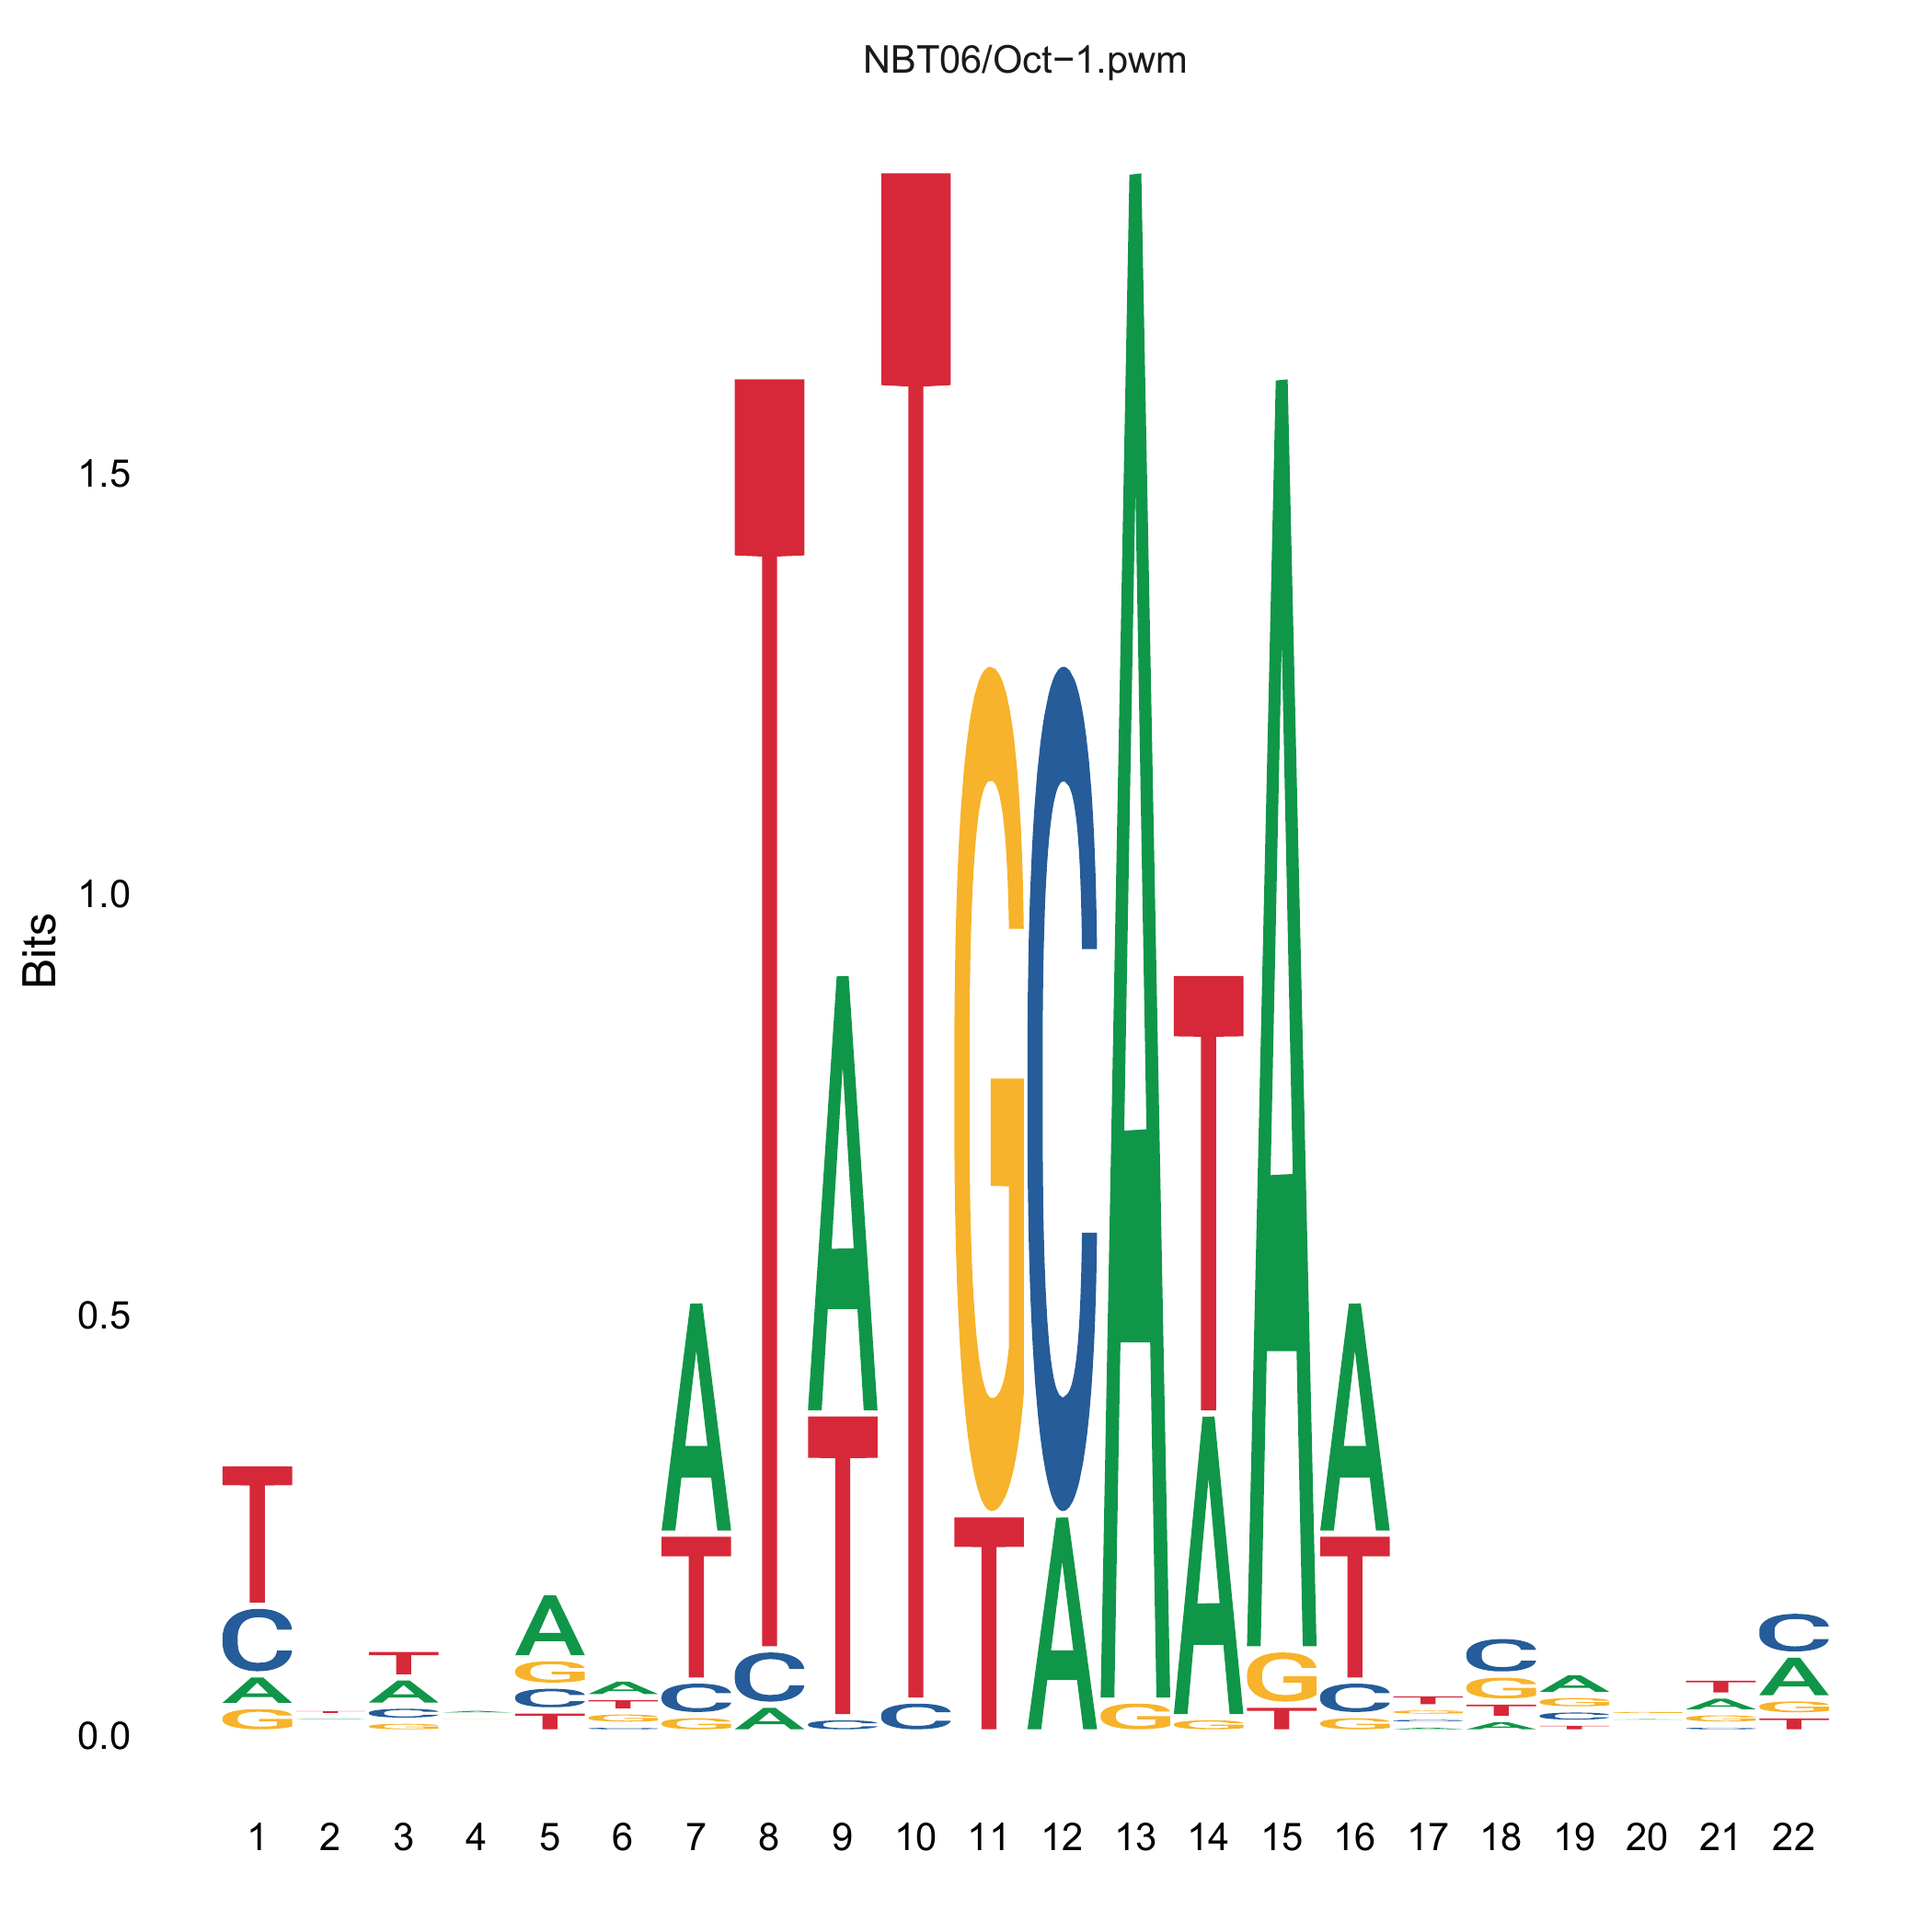 NBT06/Oct−1.pwm
1.5
1.0
0.5
0.0
Bits
T C A G
T
T A C G
A
A G C T
A T G C
A T C G
T C A
A T C
T C
G T
C A
A G
T A G
A G T
A T C G
T G C A
C G T A
A G C T
G
T A G C
C A G T
1 2 3 4 5 6 7 8 9 10 11 12 13 14 15 16 17 18 19 20 21 22